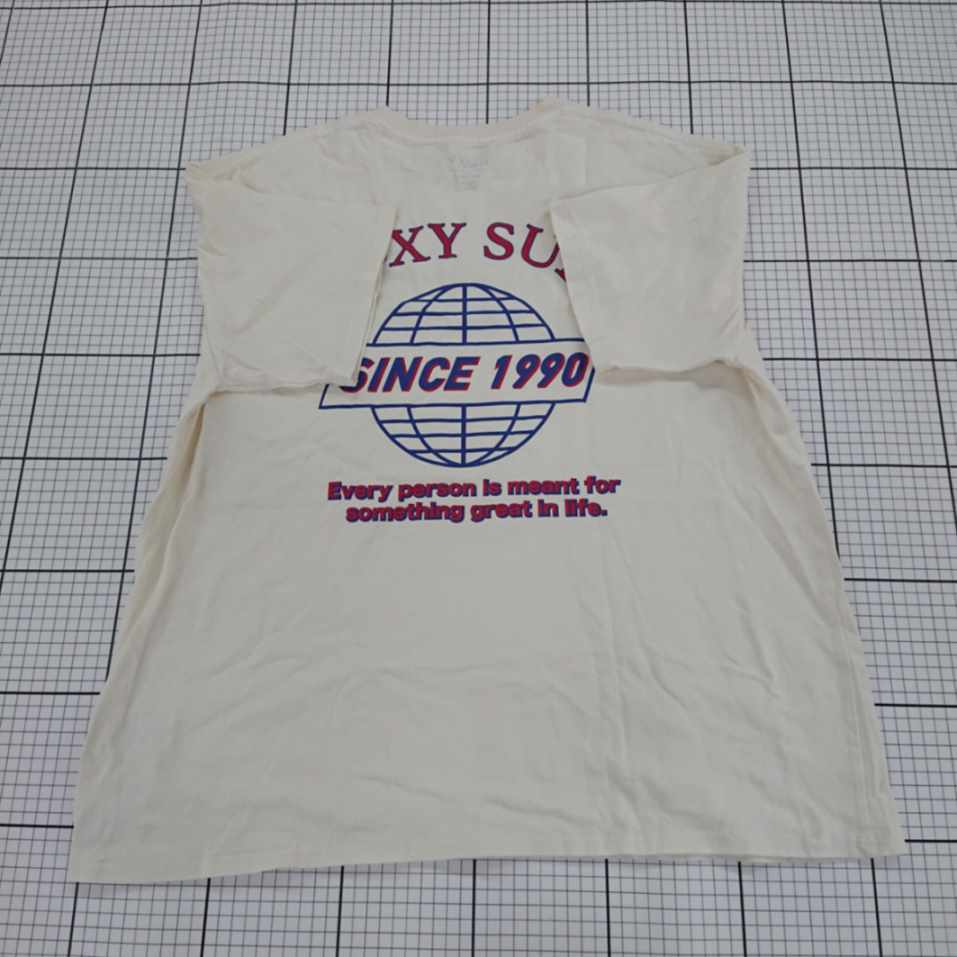 XY SU
SINCE 1990
Every person is meant for
something great in life.